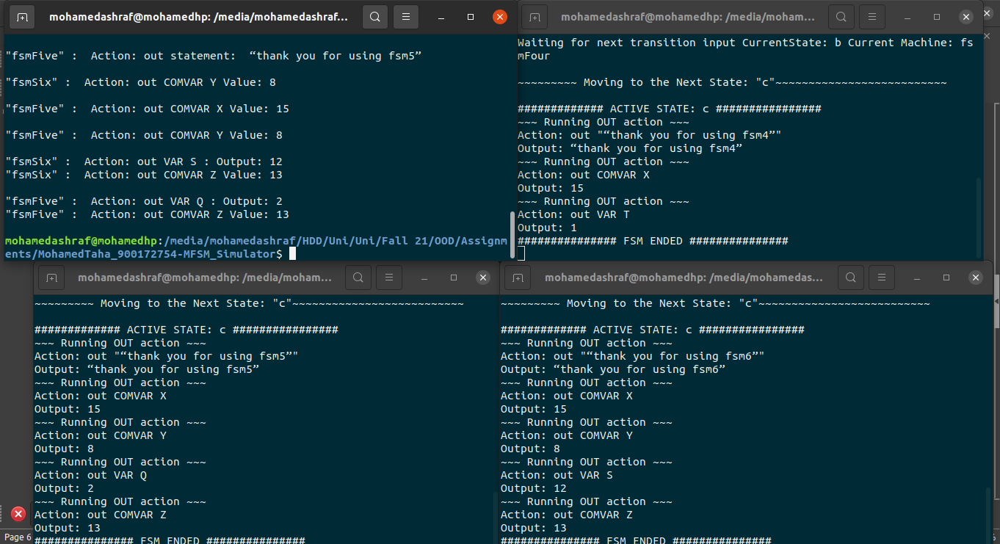 mohamedashraf@mohamedhp: /media/mohamedashraf...
"fsmFive" :  Action: out statement:  “thank you for using fsm5”
"fsmSix" :  Action: out COMVAR Y Value: 8
"fsmFive" :  Action: out COMVAR X Value: 15
"fsmFive" :  Action: out COMVAR Y Value: 8
"fsmSix" :  Action: out VAR S : Output: 12
"fsmSix" :  Action: out COMVAR Z Value: 13
"fsmFive" :  Action: out VAR Q : Output: 2
"fsmFive" :  Action: out COMVAR Z Value: 13
mohamedashraf@mohamedhp:/media/mohamedashraf/HDD/Uni/Uni/Fall 21/OOD/Assignm
ents/MohamedTaha_900172754-MFSM_Simulator$
mohamedashraf@mohamedhp: /media/moham...
Waiting for next transition input CurrentState: b Current Machine: fs
mFour
~~~~~~~~~ Moving to the Next State: "c"~~~~~~~~~~~~~~~~~~~~~~~~~~
############# ACTIVE STATE: c ################
~~~ Running OUT action ~~~
Action: out "“thank you for using fsm4”"
Output: “thank you for using fsm4”
~~~ Running OUT action ~~~
Action: out COMVAR X
Output: 15
~~~ Running OUT action ~~~
Action: out VAR T
Output: 1
############### FSM ENDED ###############
mohamedashraf@mohamedhp: /media/moham...
~~~~~~~~~ Moving to the Next State: "c"~~~~~~~~~~~~~~~~~~~~~~~~~~
############# ACTIVE STATE: c ################
~~~ Running OUT action ~~~
Action: out "“thank you for using fsm5”"
Output: “thank you for using fsm5”
~~~ Running OUT action ~~~
Action: out COMVAR X
Output: 15
~~~ Running OUT action ~~~
Action: out COMVAR Y
Output: 8
~~~ Running OUT action ~~~
Action: out VAR Q
Output: 2
~~~ Running OUT action ~~~
Action: out COMVAR Z
Output: 13
############### FSM ENDED ###############
mohamedashraf@mohamedhp: /media/mohamedas...
~~~~~~~~~ Moving to the Next State: "c"~~~~~~~~~~~~~~~~~~~~~~~~~~
############# ACTIVE STATE: c ################
~~~ Running OUT action ~~~
Action: out "“thank you for using fsm6”"
Output: “thank you for using fsm6”
~~~ Running OUT action ~~~
Action: out COMVAR X
Output: 15
~~~ Running OUT action ~~~
Action: out COMVAR Y
Output: 8
~~~ Running OUT action ~~~
Action: out VAR S
Output: 12
~~~ Running OUT action ~~~
Action: out COMVAR Z
Output: 13
############### FSM ENDED ###############
Page 6